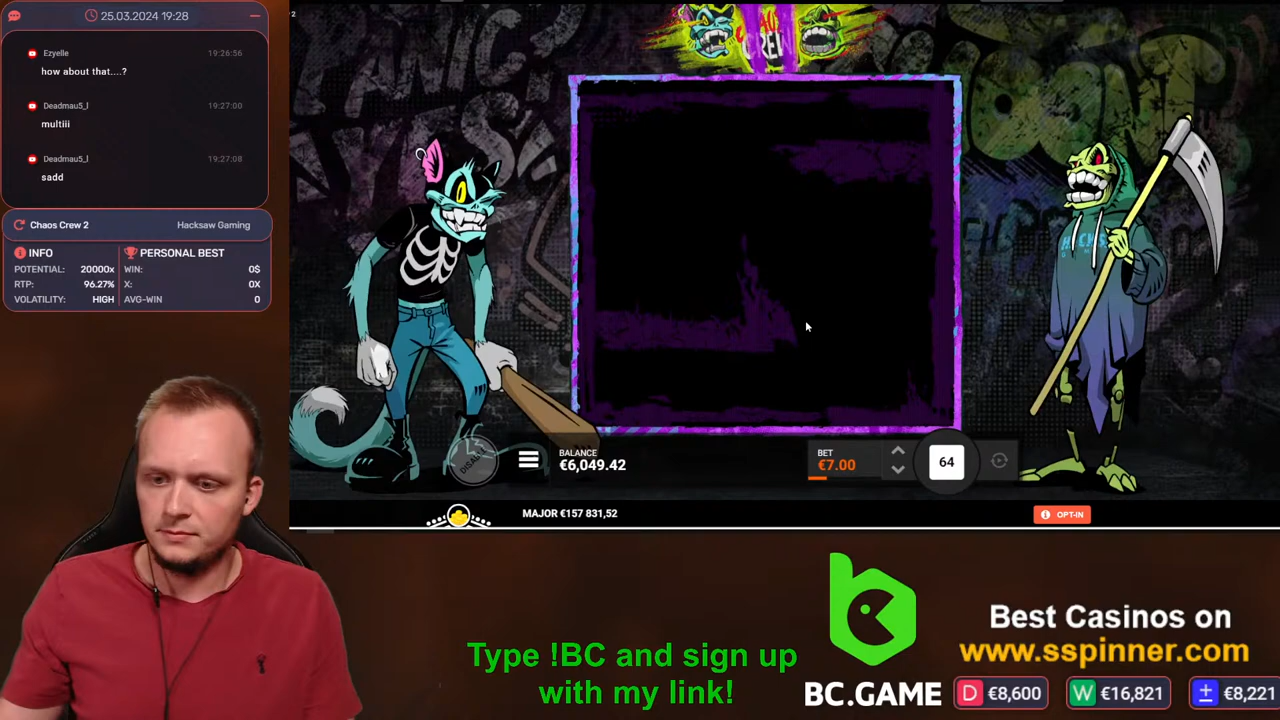 25.03.2024 19:28
2
Ezyelle 19:26:56
how about that....?
Deadmau5_l 19:27:00
multiii
Deadmau5_l 19:27:08
sadd
Chaos Crew 2 Hacksaw Gaming
INFO PERSONAL BEST
POTENTIAL: 20000x WIN: 0$
RTP: 96.27% X: 0X
VOLATILITY: HIGH AVG-WIN 0
CREW
BALANCE
€6,049.42
BET
€7.00
64
MAJOR €157 831,52
OPT-IN
Type !BC and sign up
with my link!
BC.GAME
Best Casinos on
www.sspinner.com
D €8,600 W €16,821 ± €8,221